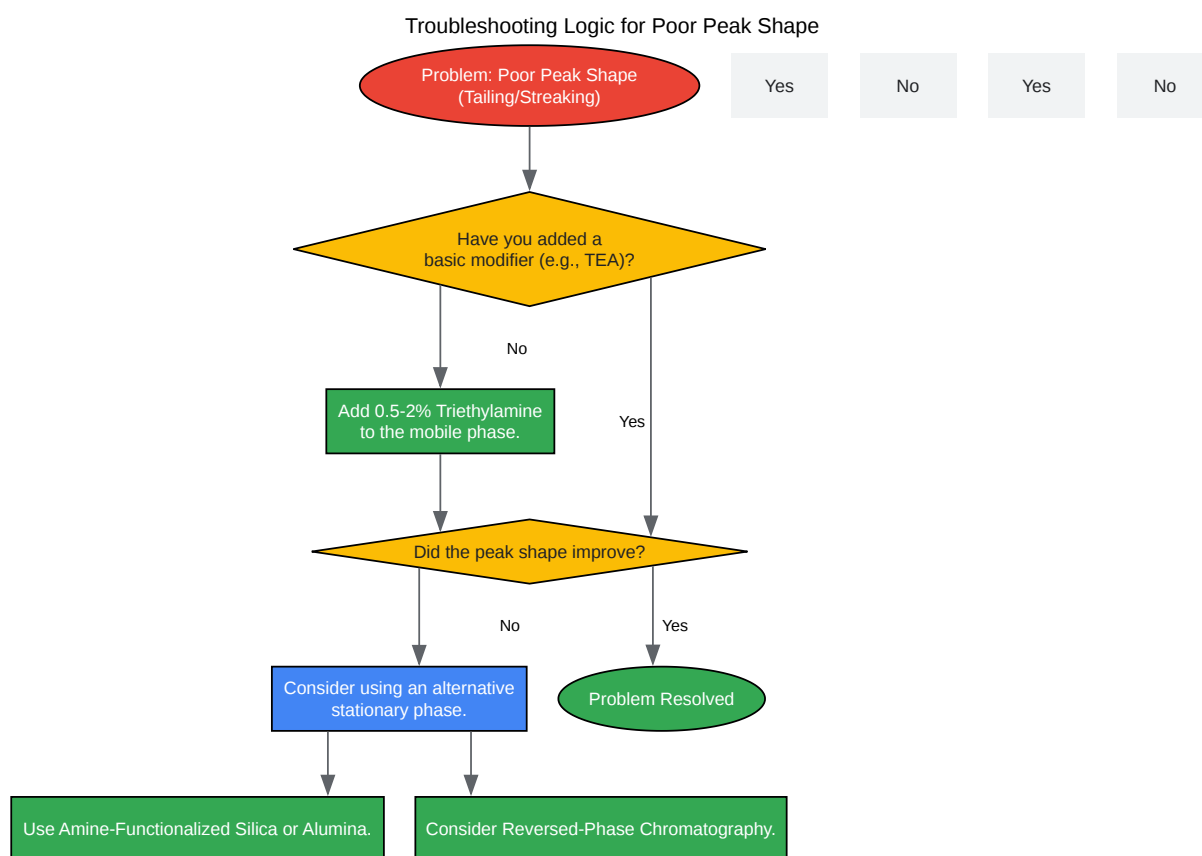 Troubleshooting Logic for Poor Peak Shape
Problem: Poor Peak Shape
(Tailing/Streaking)
Yes
No
Yes
No
Have you added a
basic modifier (e.g., TEA)?
No
Add 0.5-2% Triethylamine
to the mobile phase.
Yes
Did the peak shape improve?
No
Yes
Consider using an alternative
stationary phase.
Problem Resolved
Use Amine-Functionalized Silica or Alumina.
Consider Reversed-Phase Chromatography.